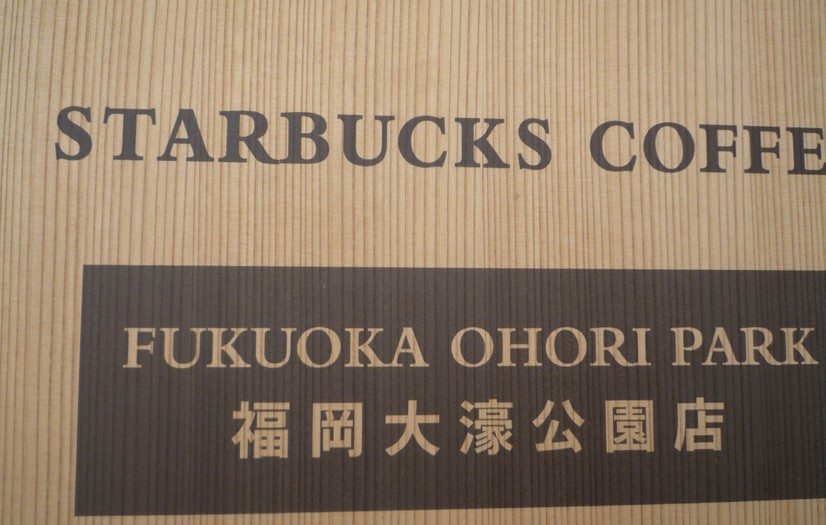 STARBUCKS COFFE
FUKUOKA OHORI PARK
福岡大濠公園店